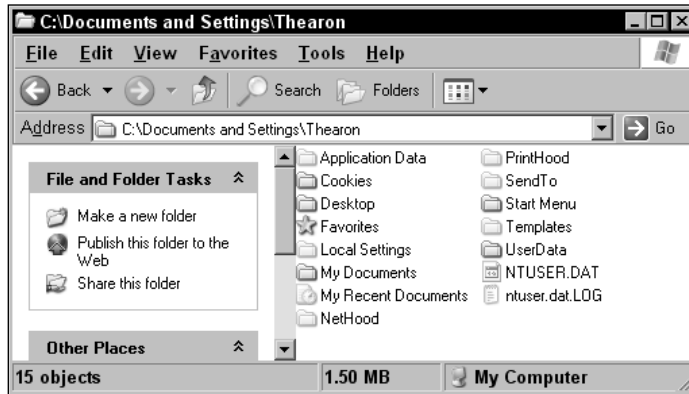 C:\Documents and Settings\Thearon
File Edit View Favorites Tools Help
Back Search Folders
Address C:\Documents and Settings\Thearon Go
File and Folder Tasks
Make a new folder
Publish this folder to the
Web
Share this folder
Other Places
Application Data
Cookies
Desktop
Favorites
Local Settings
My Documents
My Recent Documents
NetHood
PrintHood
SendTo
Start Menu
Templates
UserData
NTUSER.DAT
ntuser.dat.LOG
15 objects 1.50 MB My Computer